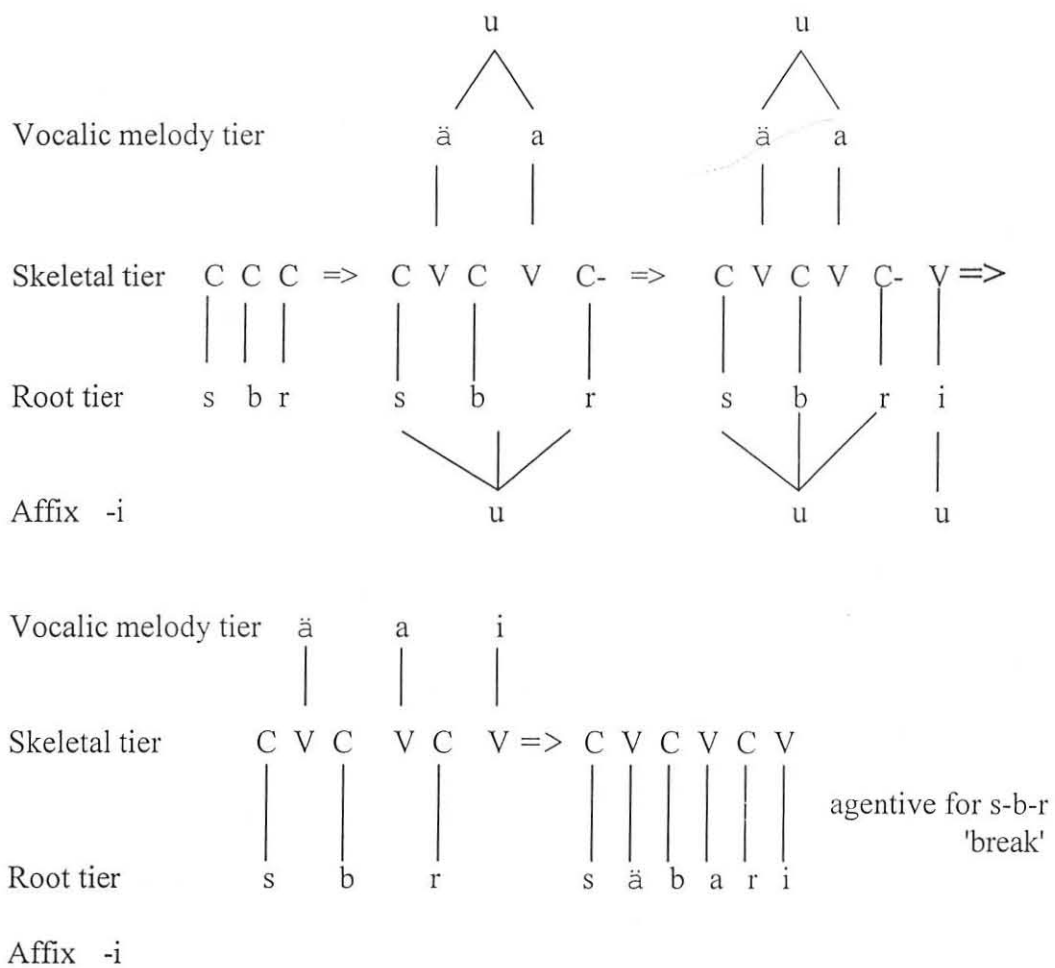 u u
Vocalic melody tier ä a ä a
Skeletal tier C C C => C V C V C- => C V C V C- V =>
Root tier s b r s b r s b r i
Affix -i u u u
Vocalic melody tier ä a i
Skeletal tier C V C V C V => C V C V C V
agentive for s-b-r
'break'
Root tier s b r s ä b a r i
Affix -i